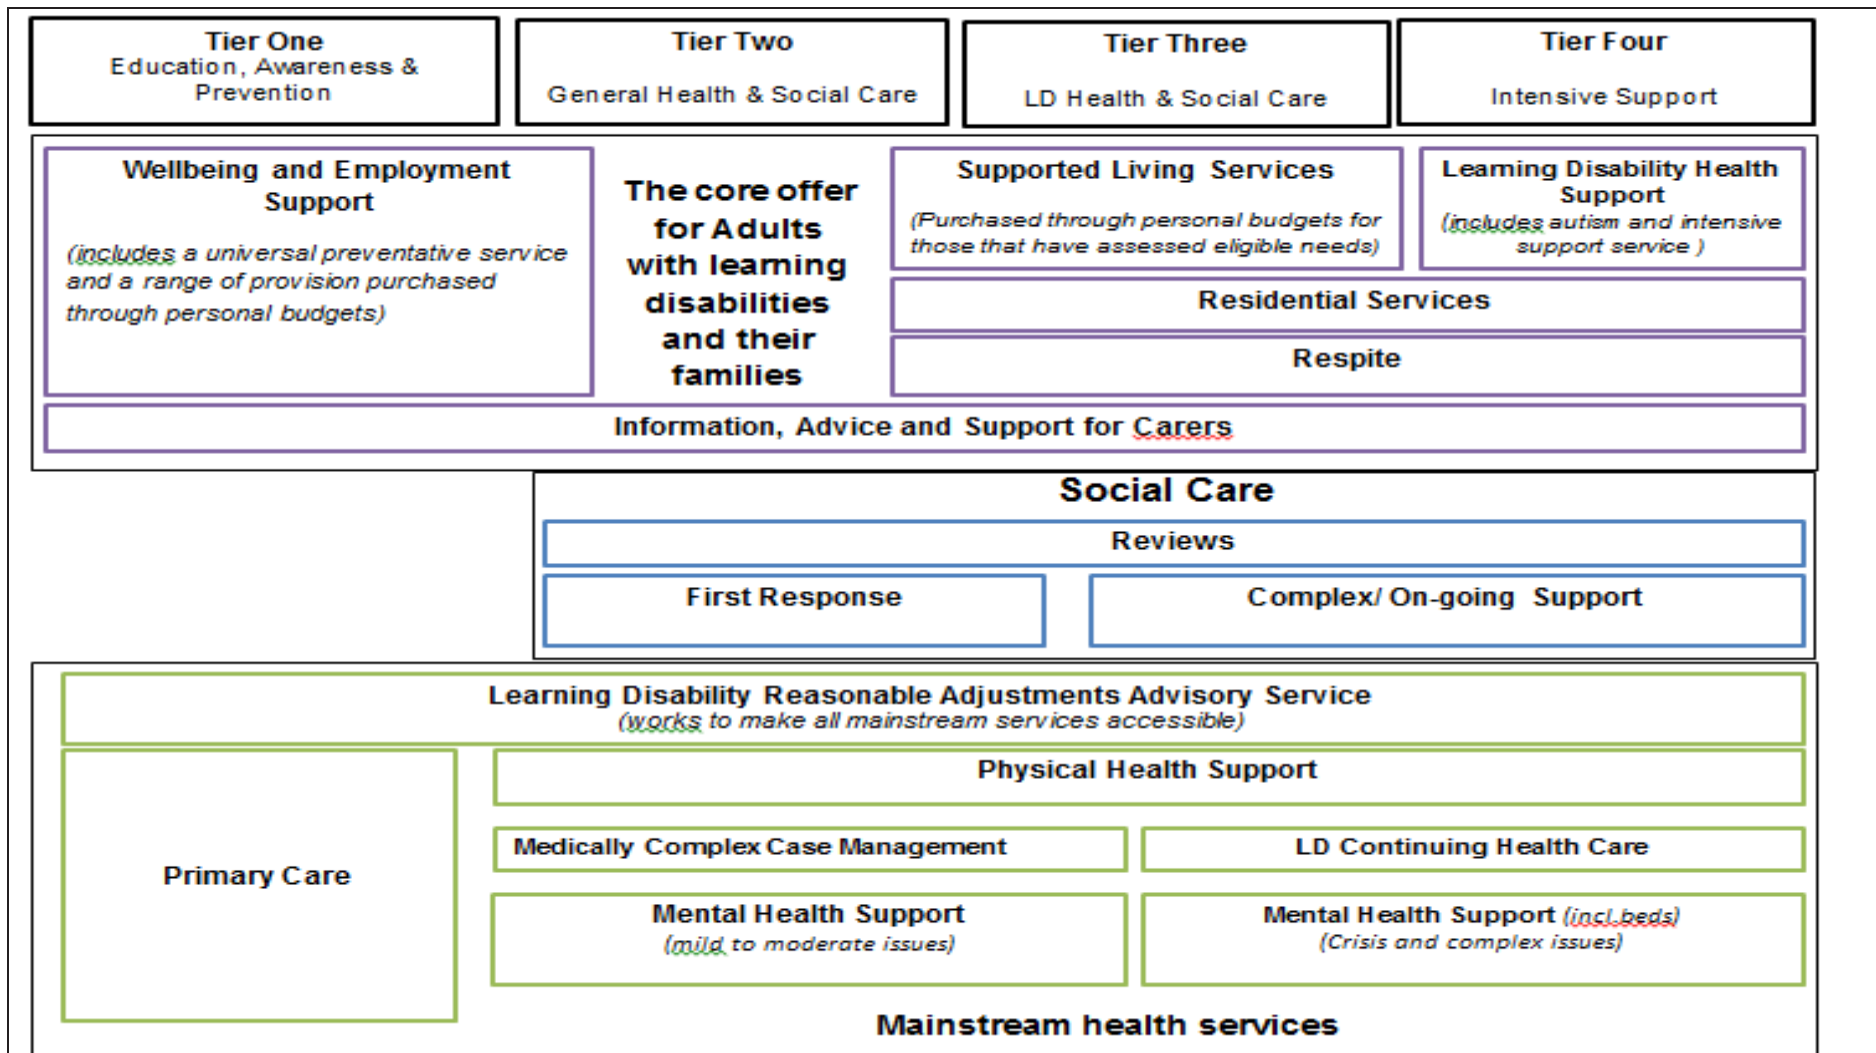 Tier One
Education, Awareness &
Prevention
Tier Two
General Health & Social Care
Tier Three
LD Health & Social Care
Tier Four
Intensive Support
Wellbeing and Employment
Support
(includes a universal preventative service
and a range of provision purchased
through personal budgets)
The core offer
for Adults
with learning
disabilities
and their
families
Supported Living Services
(Purchased through personal budgets for
those that have assessed eligible needs)
Learning Disability Health
Support
(includes autism and intensive
support service )
Residential Services
Respite
Information, Advice and Support for Carers
Social Care
Reviews
First Response
Complex/ On-going Support
Learning Disability Reasonable Adjustments Advisory Service
(works to make all mainstream services accessible)
Primary Care
Physical Health Support
Medically Complex Case Management
LD Continuing Health Care
Mental Health Support
(mild to moderate issues)
Mental Health Support (incl.beds)
(Crisis and complex issues)
Mainstream health services